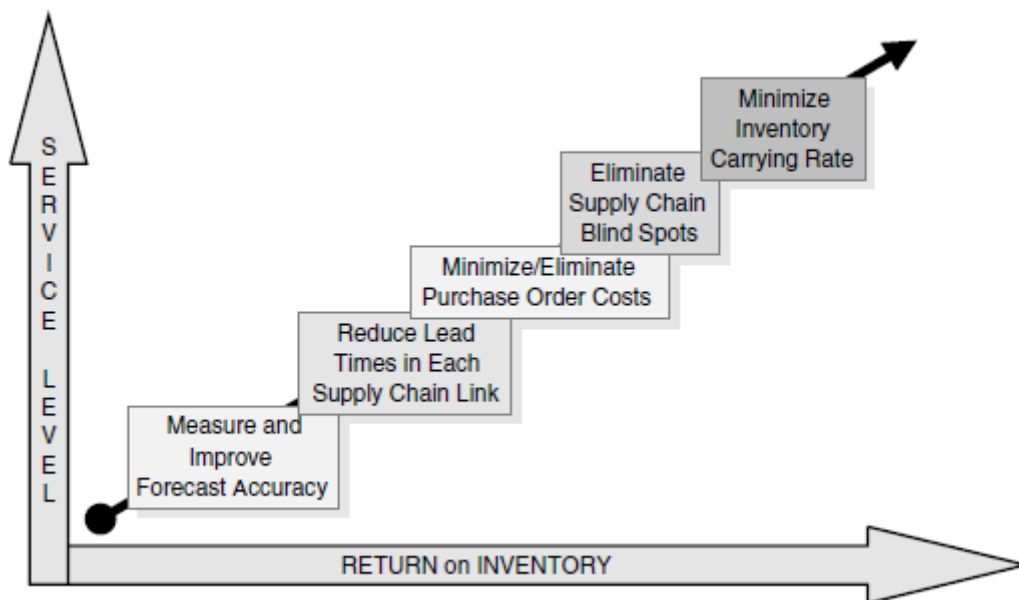 SERVICE LEVEL
Minimize
Inventory
Carrying Rate
Eliminate
Supply Chain
Blind Spots
Minimize/Eliminate
Purchase Order Costs
Reduce Lead
Times in Each
Supply Chain Link
Measure and
Improve
Forecast Accuracy
RETURN on INVENTORY